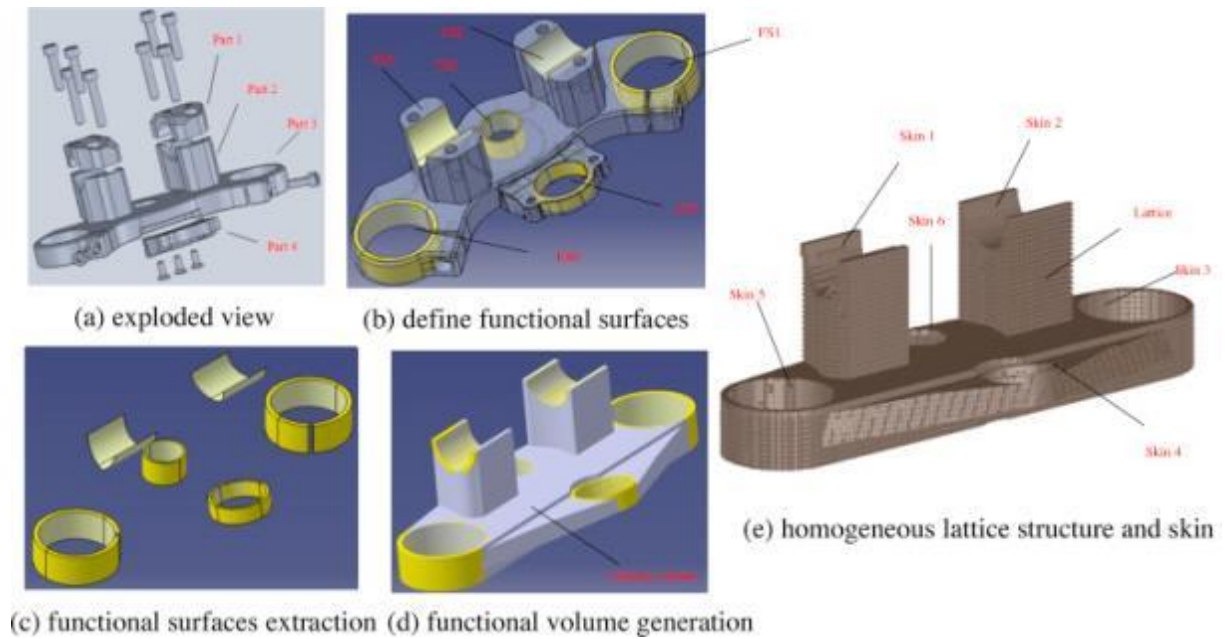 Part 1
Part 2
Part 3
Part 4
(a) exploded view
FS1
(b) define functional surfaces
(c) functional surfaces extraction
(d) functional volume generation
Skin 1
Skin 2
Skin 6
Lattice
Skin 3
Skin 5
Skin 4
(e) homogeneous lattice structure and skin